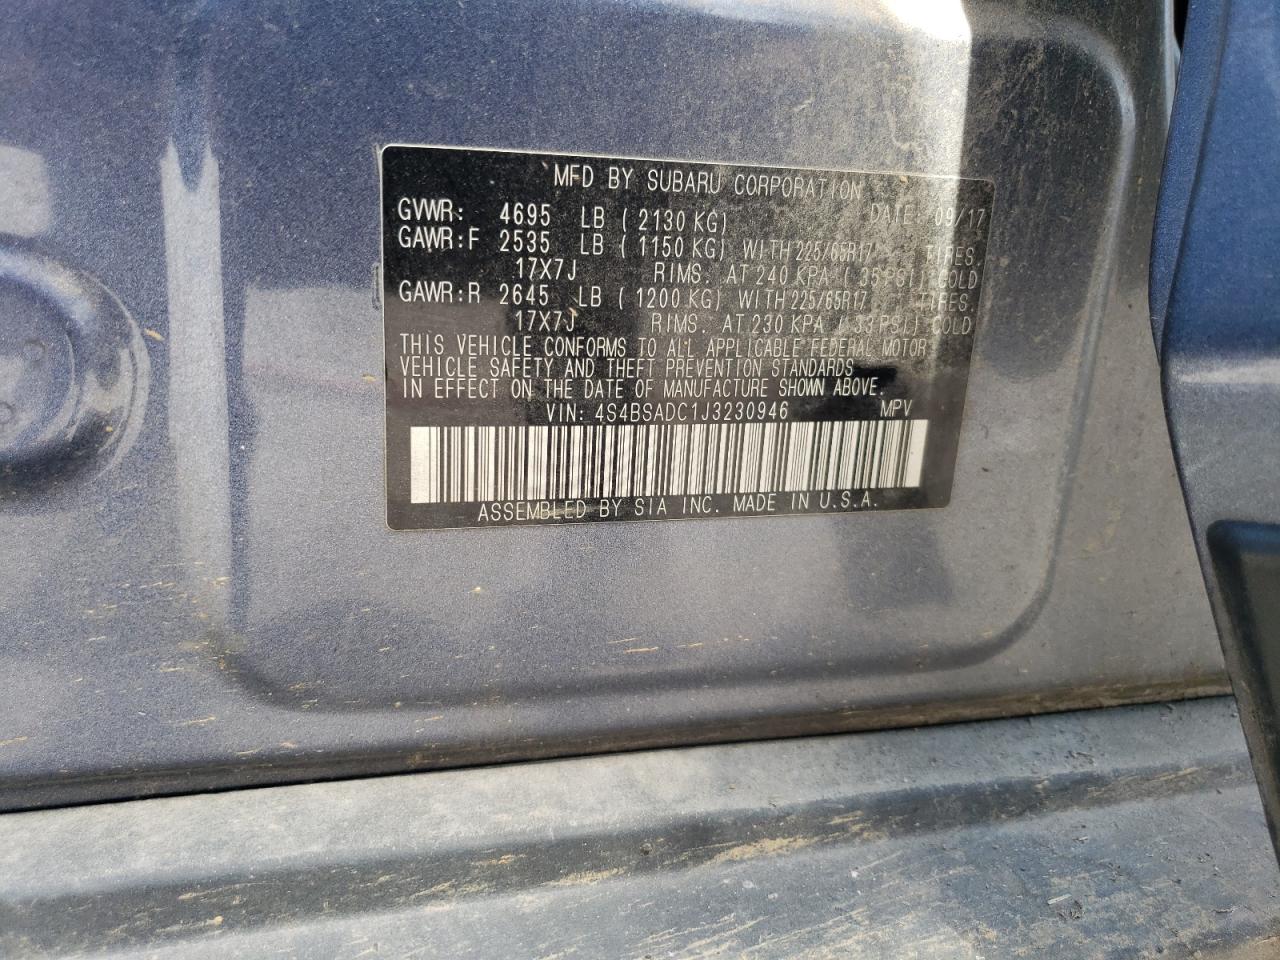 MFD BY SUBARU CORPORATION
GVWR: 4695 LB ( 2130 KG) DATE: 09/17
GAWR:F 2535 LB ( 1150 KG) WITH 225/65R17 TIRES.
17X7J RIMS. AT 240 KPA ( 35 PSI) COLD
GAWR:R 2645 LB ( 1200 KG) WITH 225/65R17 TIRES.
17X7J RIMS. AT 230 KPA ( 33 PSI) COLD
THIS VEHICLE CONFORMS TO ALL APPLICABLE FEDERAL MOTOR
VEHICLE SAFETY AND THEFT PREVENTION STANDARDS
IN EFFECT ON THE DATE OF MANUFACTURE SHOWN ABOVE.
VIN: 4S4BSADC1J3230946 MPV
ASSEMBLED BY SIA INC. MADE IN U.S.A.